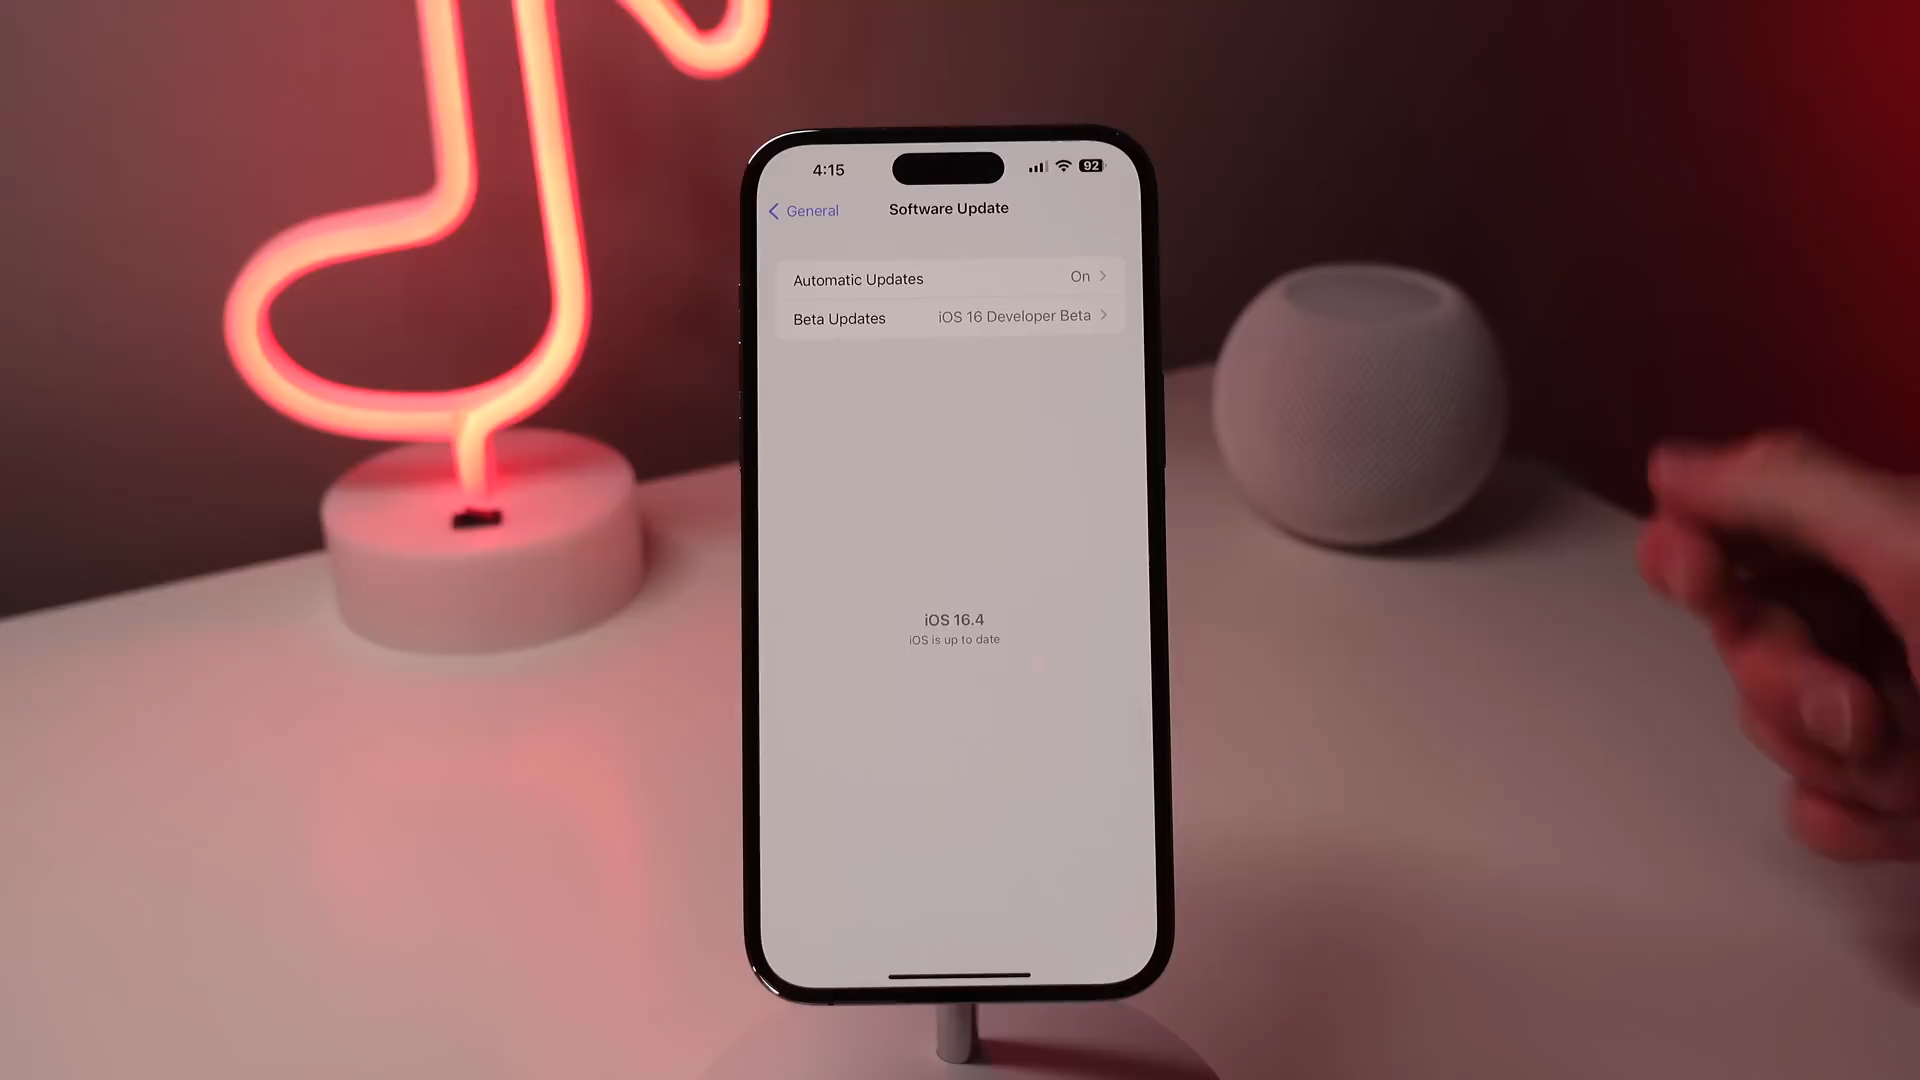 4:15
92
General
Software Update
Automatic Updates On
Beta Updates iOS 16 Developer Beta
iOS 16.4
iOS is up to date